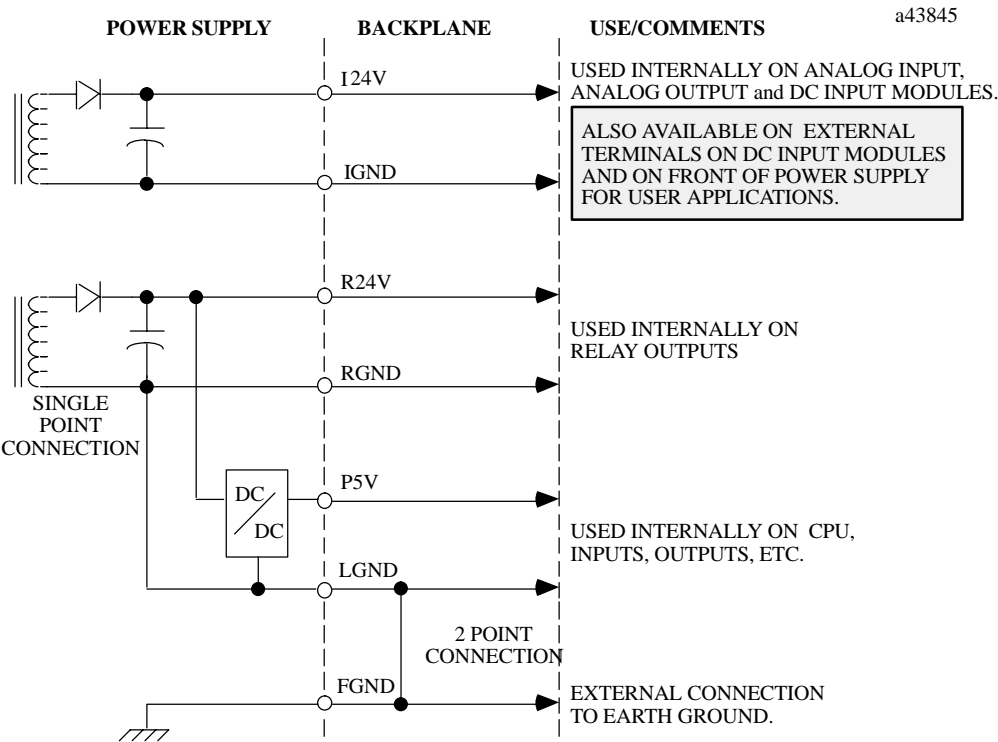 a43845
POWER SUPPLY
BACKPLANE
USE/COMMENTS
I24V
USED INTERNALLY ON ANALOG INPUT,
ANALOG OUTPUT and DC INPUT MODULES.
ALSO AVAILABLE ON EXTERNAL
TERMINALS ON DC INPUT MODULES
AND ON FRONT OF POWER SUPPLY
FOR USER APPLICATIONS.
IGND
R24V
USED INTERNALLY ON
RELAY OUTPUTS
RGND
SINGLE
POINT
CONNECTION
P5V
DC
DC
USED INTERNALLY ON CPU,
INPUTS, OUTPUTS, ETC.
LGND
2 POINT
CONNECTION
FGND
EXTERNAL CONNECTION
TO EARTH GROUND.